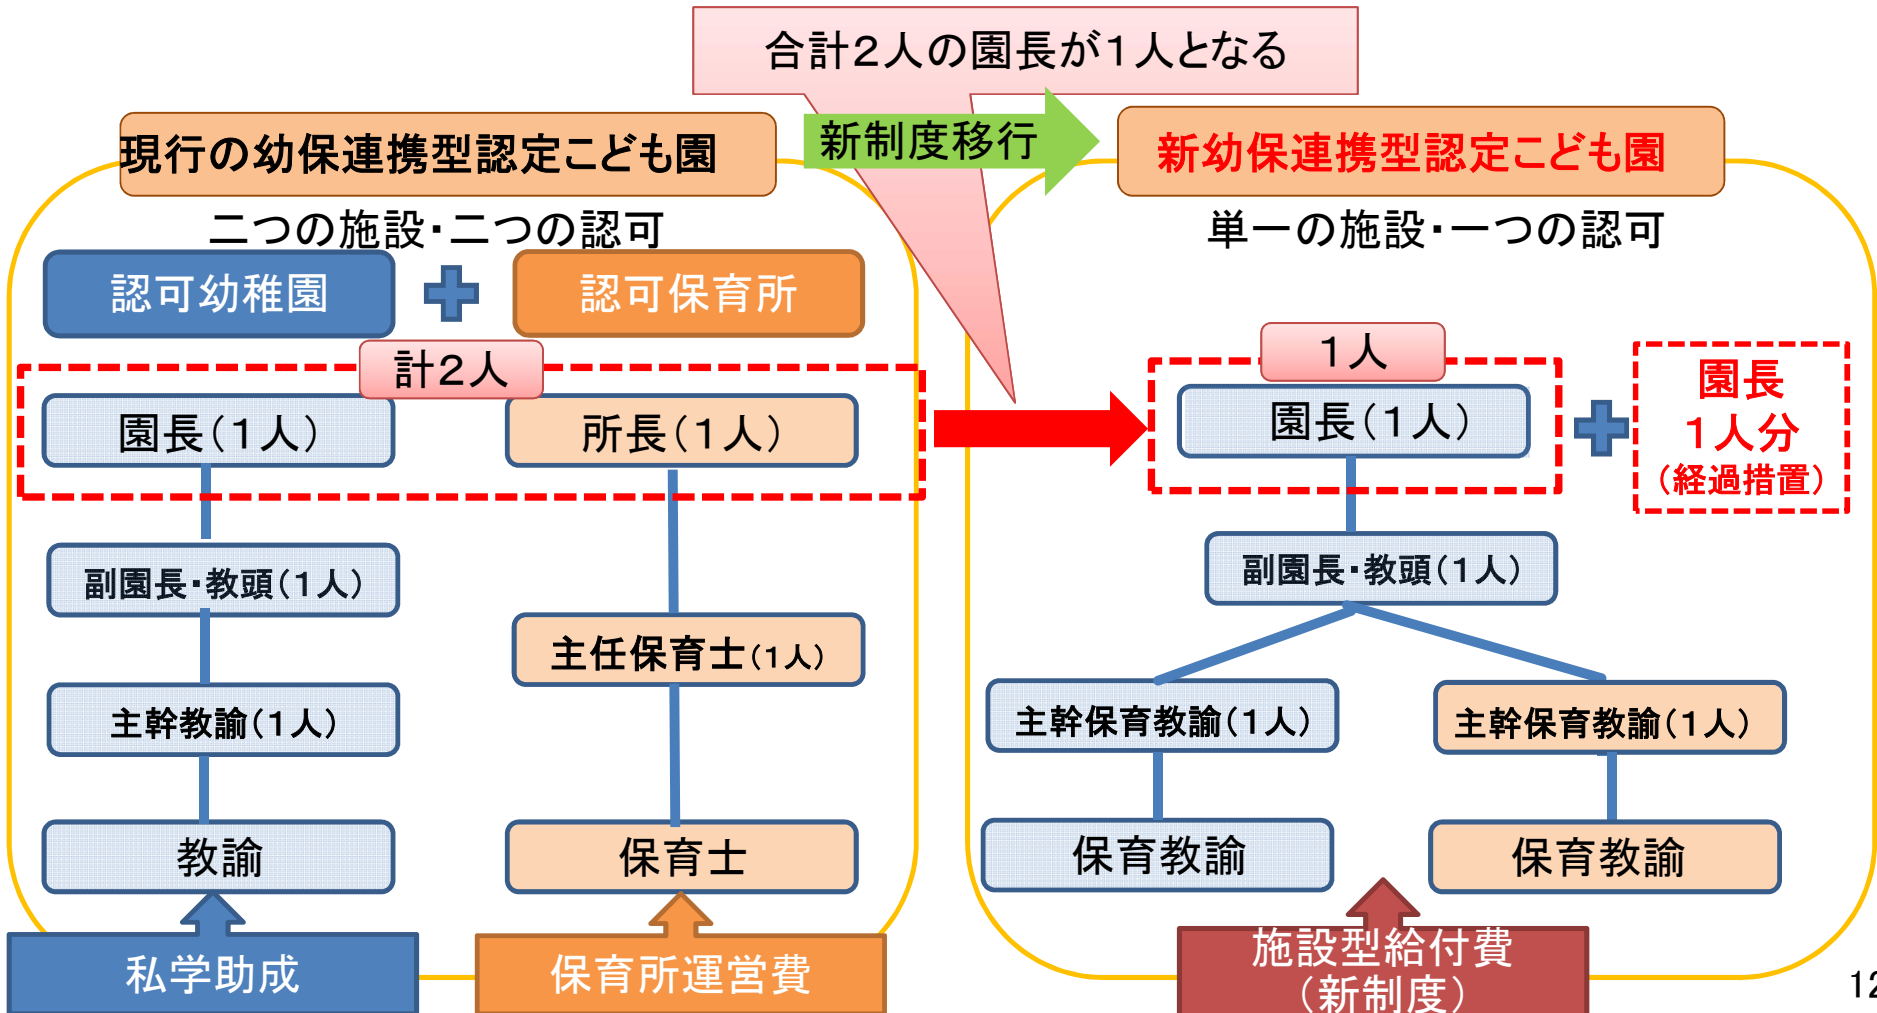 合計２人の園長が１人となる
現行の幼保連携型認定こども園
新制度移行
新幼保連携型認定こども園
二つの施設・二つの認可
単一の施設・一つの認可
認可幼稚園
認可保育所
計２人
１人
園長（１人）
所長（１人）
園長（１人）
園長
１人分
（経過措置）
副園長・教頭（１人）
副園長・教頭（１人）
主任保育士（１人）
主幹教諭（１人）
主幹保育教諭（１人）
主幹保育教諭（１人）
教諭
保育士
保育教諭
保育教諭
私学助成
保育所運営費
施設型給付費
（新制度）
12